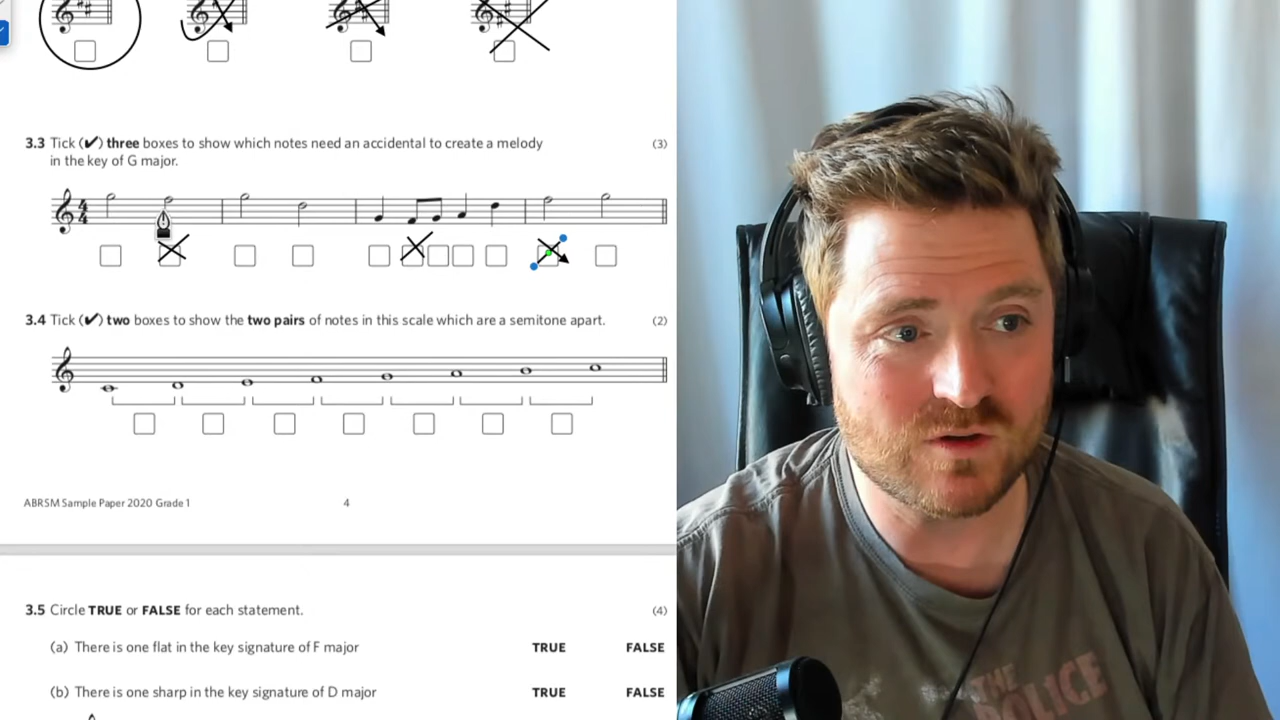 3.3 Tick (✔) three boxes to show which notes need an accidental to create a melody (3)
in the key of G major.
4
4
3.4 Tick (✔) two boxes to show the two pairs of notes in this scale which are a semitone apart. (2)
ABRSM Sample Paper 2020 Grade 1 4
3.5 Circle TRUE or FALSE for each statement. (4)
(a) There is one flat in the key signature of F major TRUE FALSE
(b) There is one sharp in the key signature of D major TRUE FALSE
THE
POLICE